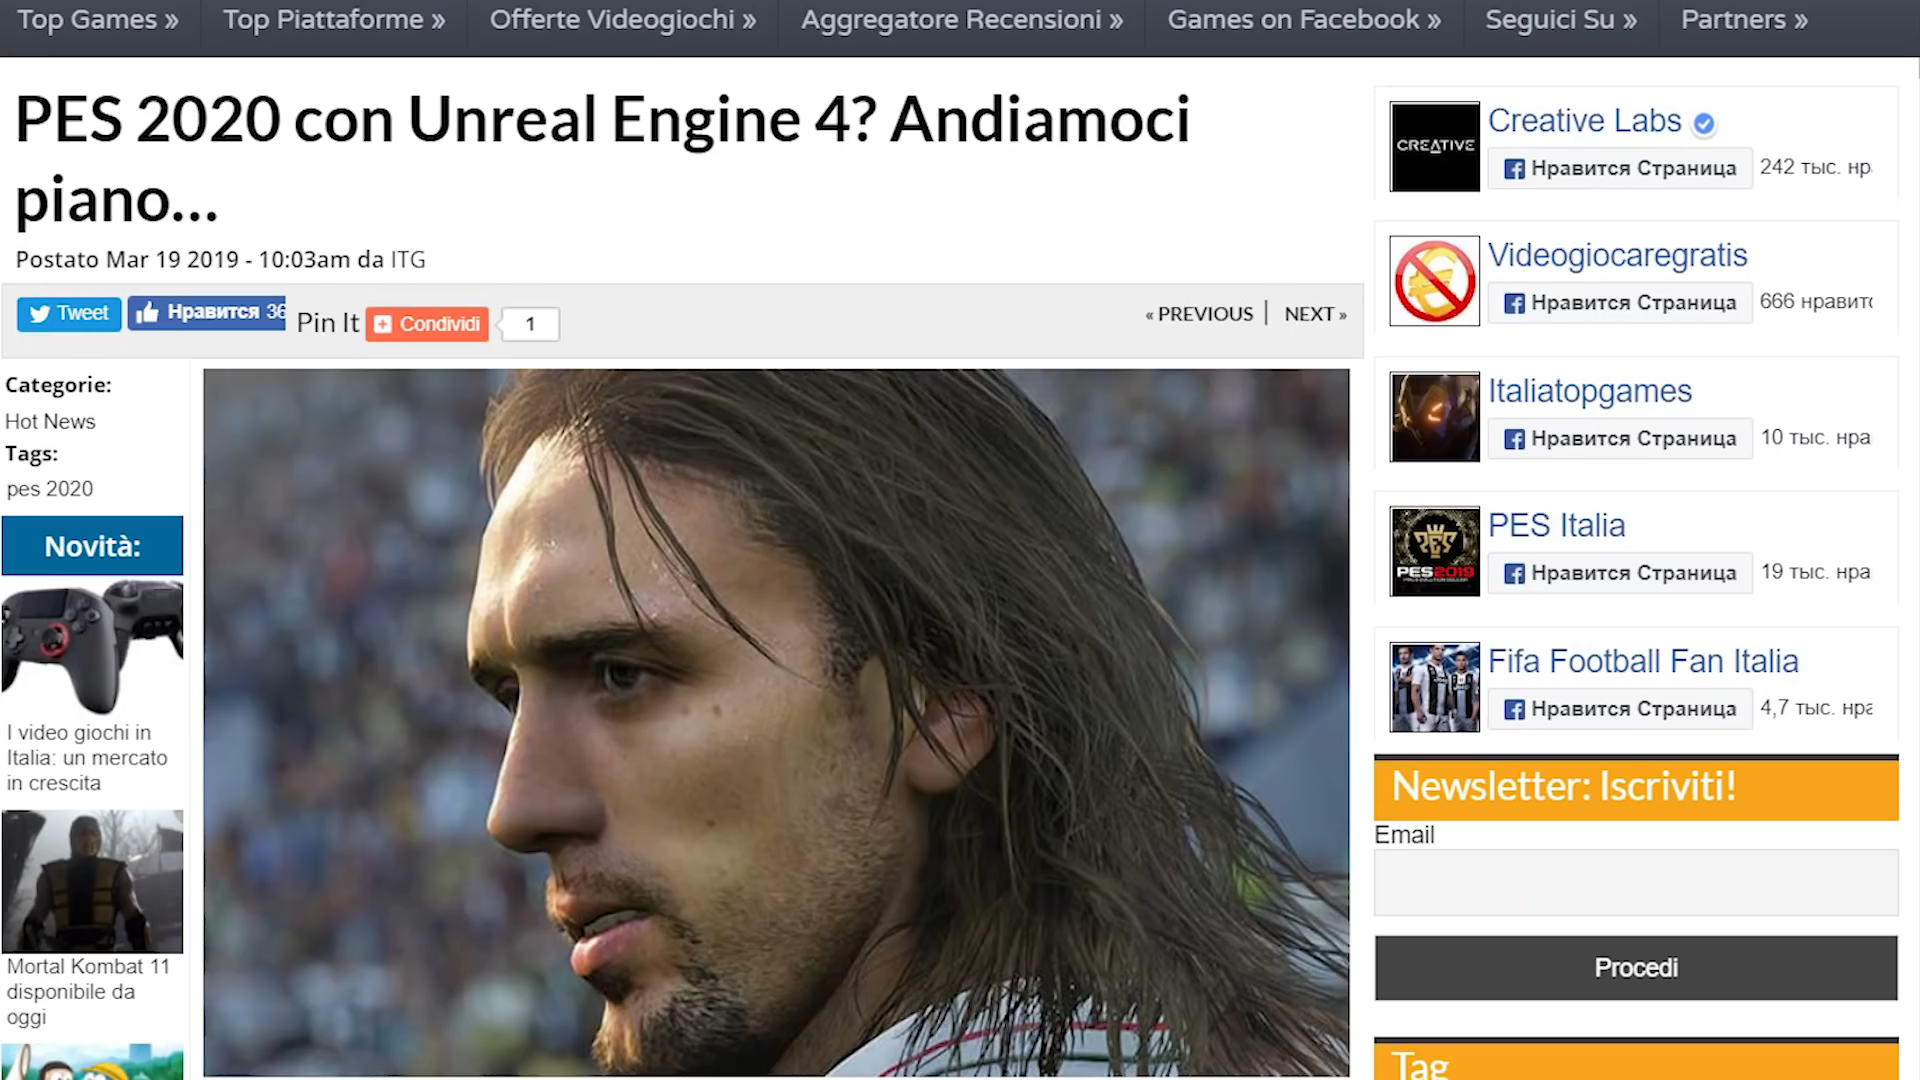 Top Games »
Top Piattaforme »
Offerte Videogiochi »
Aggregatore Recensioni »
Games on Facebook »
Seguici Su »
Partners »
PES 2020 con Unreal Engine 4? Andiamoci
piano...
Postato Mar 19 2019 - 10:03am da ITG
Tweet
Нравится 36
Pin It
Condividi
1
« PREVIOUS
NEXT »
Categorie:
Hot News
Tags:
pes 2020
Novità:
I video giochi in
Italia: un mercato
in crescita
Mortal Kombat 11
disponibile da
oggi
CREATIVE
Creative Labs
Нравится Страница
242 тыс. нр
Videogiocaregratis
Нравится Страница
666 нравит
Italiatopgames
Нравится Страница
10 тыс. нра
PES2019
PES Italia
Нравится Страница
19 тыс. нра
Fifa Football Fan Italia
Нравится Страница
4,7 тыс. нра
Newsletter: Iscriviti!
Email
Procedi
Tag